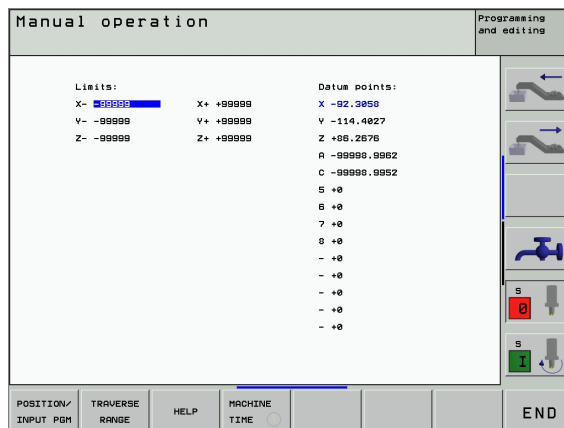 Manual operation
Programming
and editing
Limits:
X- -99999 X+ +99999
Y- -99999 Y+ +99999
Z- -99999 Z+ +99999
Datum points:
X -92.3058
Y -114.4027
Z +86.2676
A -99998.9962
C -99998.9952
5 +0
6 +0
7 +0
8 +0
- +0
- +0
- +0
- +0
- +0
S
0
S
I
POSITION/
INPUT PGM
TRAVERSE
RANGE
HELP
MACHINE
TIME
END